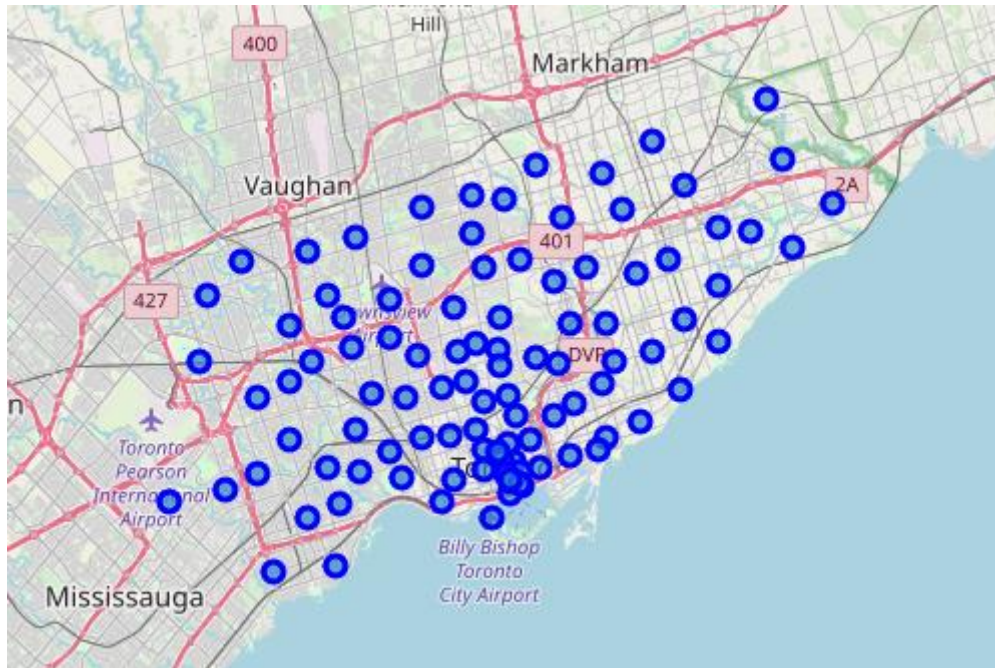 Hill
400
Markham
Vaughan
2A
401
427
DVP
Toronto
Pearson
International
Airport
Billy Bishop
Toronto
City Airport
Mississauga